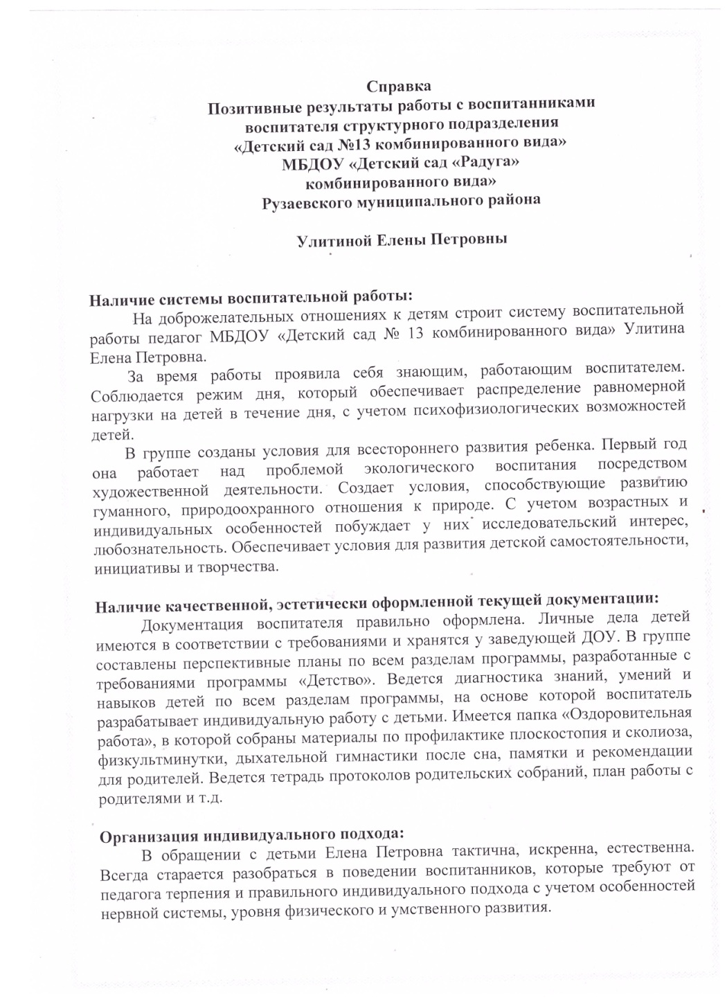 Справка
Позитивные результаты работы с воспитанниками
воспитателя структурного подразделения
«Детский сад №13 комбинированного вида»
МБДОУ «Детский сад «Радуга»
комбинированного вида»
Рузаевского муниципального района
Улитиной Елены Петровны
Наличие системы воспитательной работы:
На доброжелательных отношениях к детям строит систему воспитательной
работы педагог МБДОУ «Детский сад № 13 комбинированного вида» Улитина
Елена Петровна.
За время работы проявила себя знающим, работающим воспитателем.
Соблюдается режим дня, который обеспечивает распределение равномерной
нагрузки на детей в течение дня, с учетом психофизиологических возможностей
детей.
В группе созданы условия для всестороннего развития ребенка. Первый год
она работает над проблемой экологического воспитания посредством
художественной деятельности. Создает условия, способствующие развитию
гуманного, природоохранного отношения к природе. С учетом возрастных и
индивидуальных особенностей побуждает у них исследовательский интерес,
любознательность. Обеспечивает условия для развития детской самостоятельности,
инициативы и творчества.
Наличие качественной, эстетически оформленной текущей документации:
Документация воспитателя правильно оформлена. Личные дела детей
имеются в соответствии с требованиями и хранятся у заведующей ДОУ. В группе
составлены перспективные планы по всем разделам программы, разработанные с
требованиями программы «Детство». Ведется диагностика знаний, умений и
навыков детей по всем разделам программы, на основе которой воспитатель
разрабатывает индивидуальную работу с детьми. Имеется папка «Оздоровительная
работа», в которой собраны материалы по профилактике плоскостопия и сколиоза,
физкультминутки, дыхательной гимнастики после сна, памятки и рекомендации
для родителей. Ведется тетрадь протоколов родительских собраний, план работы с
родителями и т.д.
Организация индивидуального подхода:
В обращении с детьми Елена Петровна тактична, искренна, естественна.
Всегда старается разобраться в поведении воспитанников, которые требуют от
педагога терпения и правильного индивидуального подхода с учетом особенностей
нервной системы, уровня физического и умственного развития.